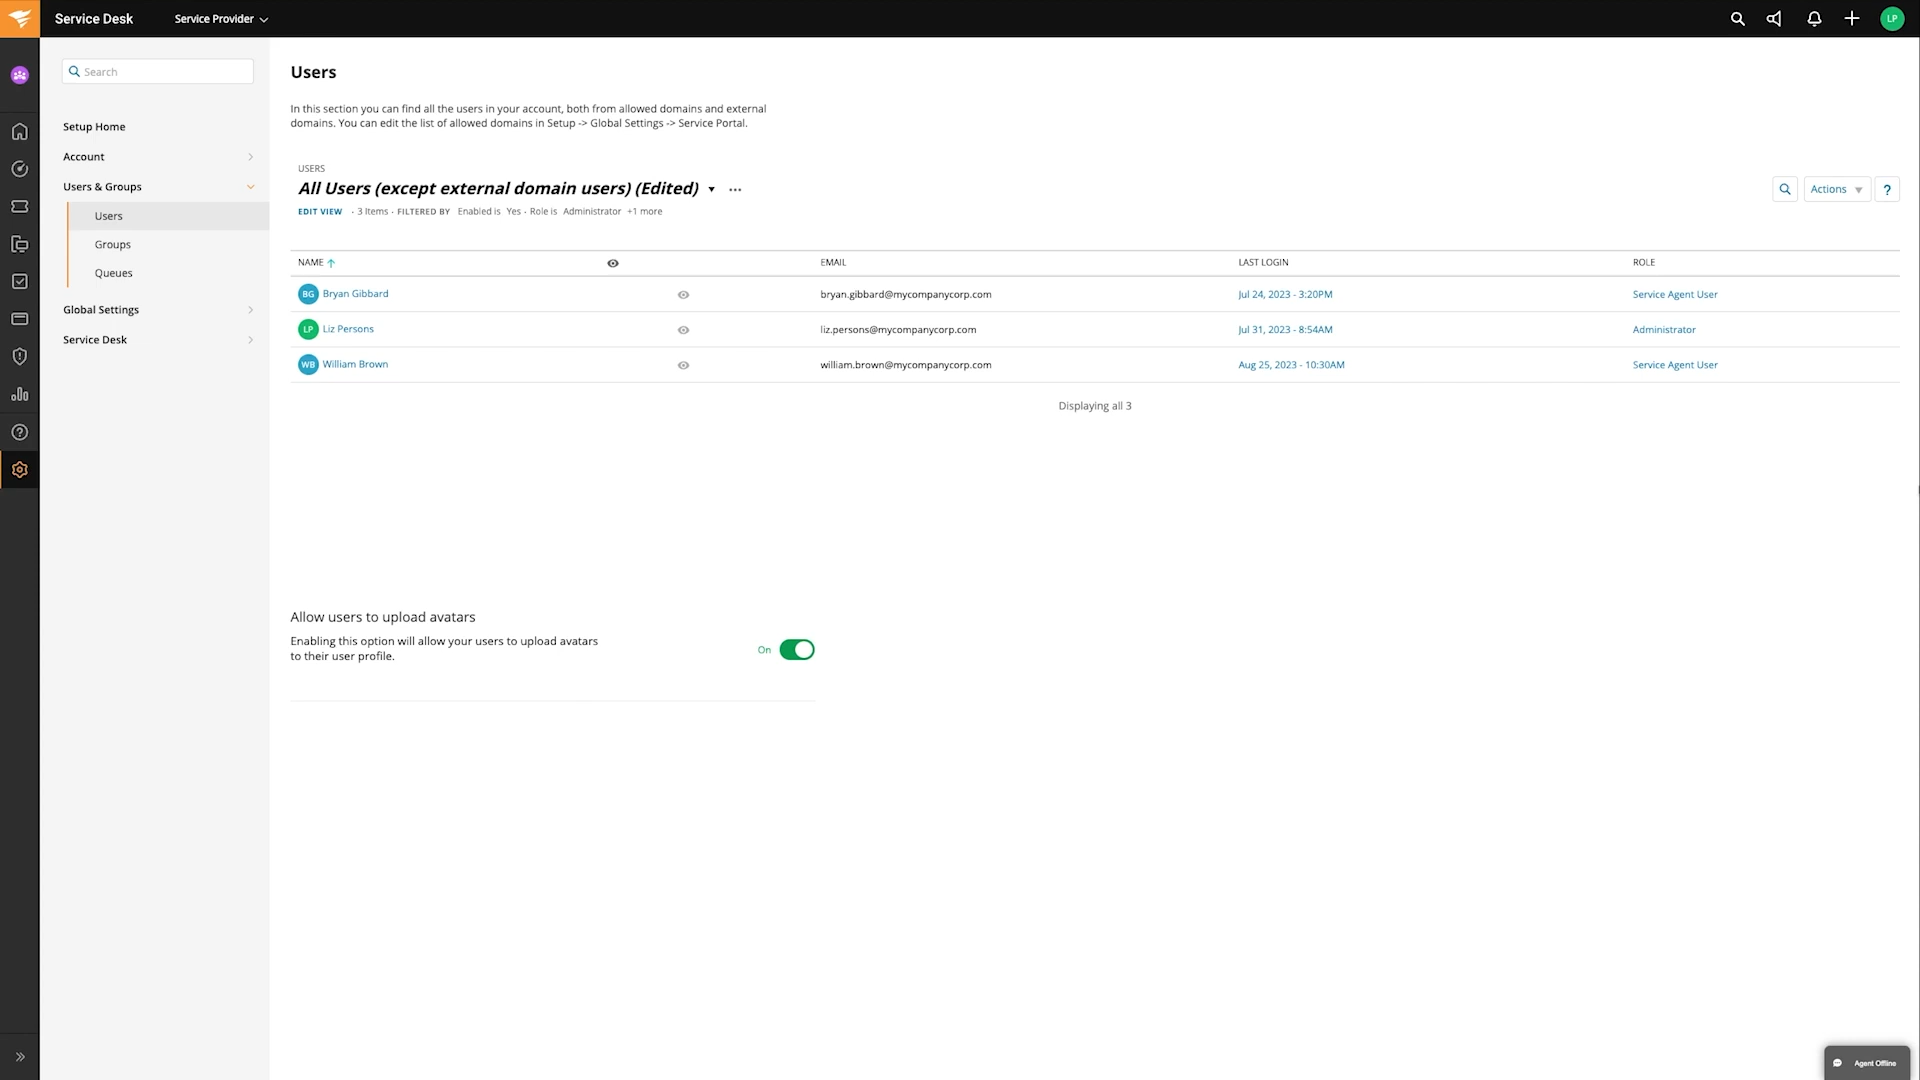 Service Desk
Service Provider
LP
Search
Setup Home
Account
Users & Groups
Users
Groups
Queues
Global Settings
Service Desk
Users
In this section you can find all the users in your account, both from allowed domains and external
domains. You can edit the list of allowed domains in Setup -> Global Settings -> Service Portal.
USERS
All Users (except external domain users) (Edited)
EDIT VIEW · 3 Items · FILTERED BY Enabled is Yes · Role is Administrator +1 more
Actions
?
NAME EMAIL LAST LOGIN ROLE
BG Bryan Gibbard bryan.gibbard@mycompanycorp.com Jul 24, 2023 - 3:20PM Service Agent User
LP Liz Persons liz.persons@mycompanycorp.com Jul 31, 2023 - 8:54AM Administrator
WB William Brown william.brown@mycompanycorp.com Aug 25, 2023 - 10:30AM Service Agent User
Displaying all 3
Allow users to upload avatars
Enabling this option will allow your users to upload avatars
to their user profile.
On
Agent Offline